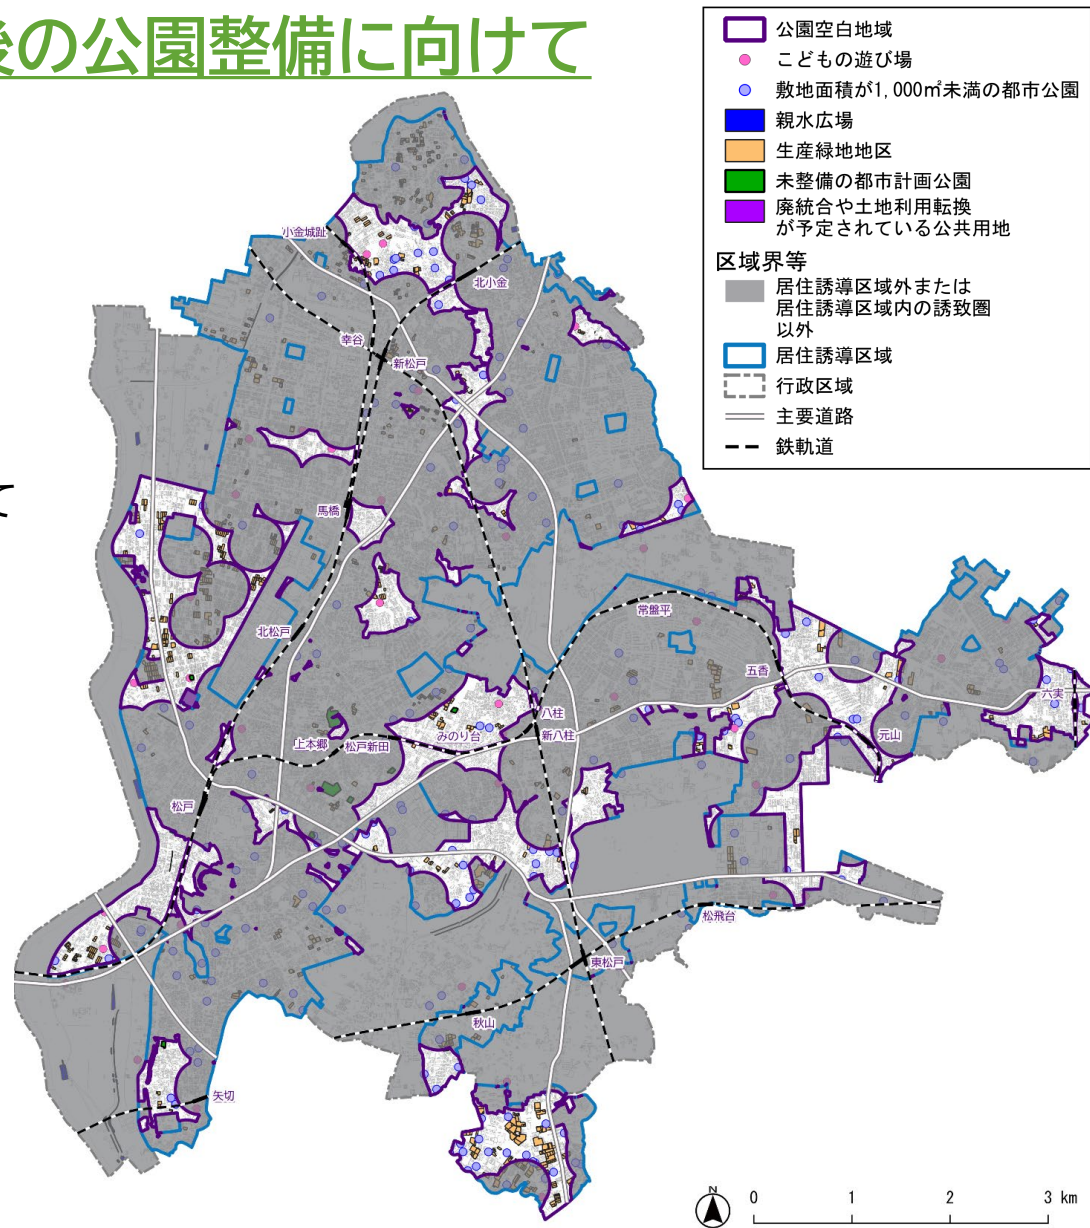 後の公園整備に向けて
て
公園空白地域
こどもの遊び場
敷地面積が1,000㎡未満の都市公園
親水広場
生産緑地地区
未整備の都市計画公園
廃統合や土地利用転換
が予定されている公共用地
区域界等
居住誘導区域外または
居住誘導区域内の誘致圏
以外
居住誘導区域
行政区域
主要道路
鉄軌道
小金城趾
北小金
幸谷
新松戸
馬橋
北松戸
常盤平
五香
六実
八柱
みのり台
新八柱
元山
上本郷
松戸新田
松戸
松飛台
東松戸
秋山
矢切
N
0 1 2 3 km